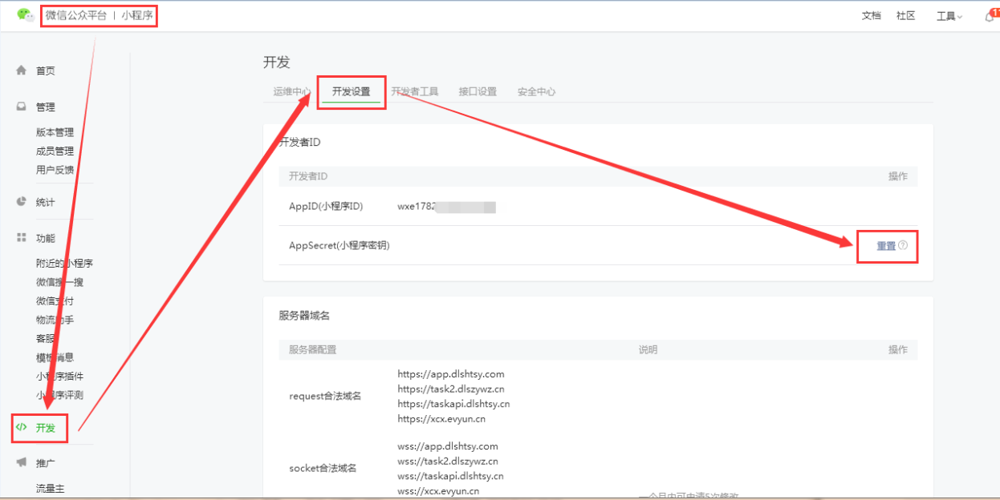 微信公众平台 | 小程序
文档 社区 工具
首页
管理
版本管理
成员管理
用户反馈
统计
功能
附近的小程序
微信搜一搜
微信支付
物流助手
客服
模板消息
小程序插件
小程序评测
开发
推广
流量主
开发
运维中心 开发设置 开发者工具 接口设置 安全中心
开发者ID
开发者ID 操作
AppID(小程序ID) wxe1782
AppSecret(小程序密钥) 重置
服务器域名
服务器配置 说明 操作
request合法域名
https://app.dlshtsy.com
https://task2.dlszywz.cn
https://taskapi.dlshtsy.cn
https://xcx.evyun.cn
socket合法域名
wss://app.dlshtsy.com
wss://task2.dlszywz.cn
wss://taskapi.dlshtsy.cn
wss://xcx.evyun.cn
一个月内可申请5次修改